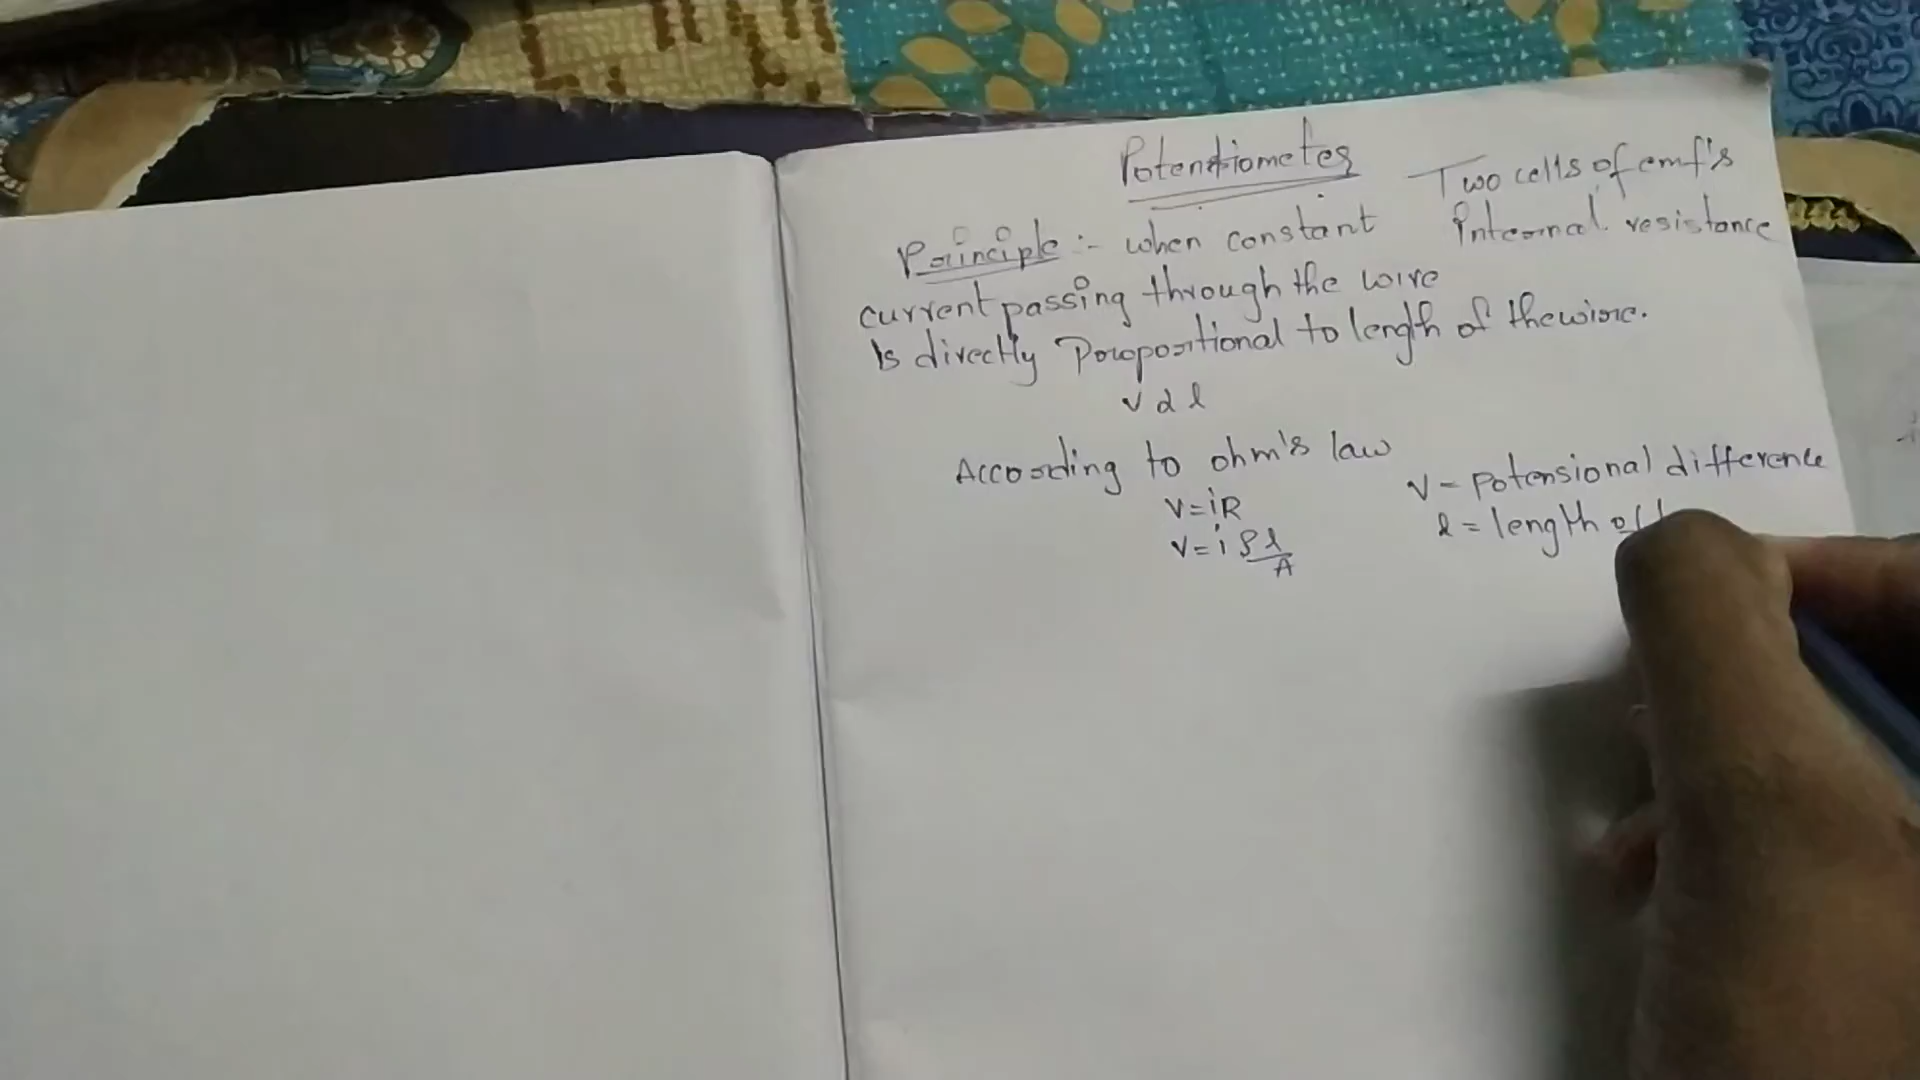 Potentiometer
Two cells of emf's
Internal resistance
Principle :- when constant
current passing through the wire
is directly Proportional to length of the wire.
V α l
According to ohm's law
V = iR
V = i ρl/A
V - potensional difference
l = length of